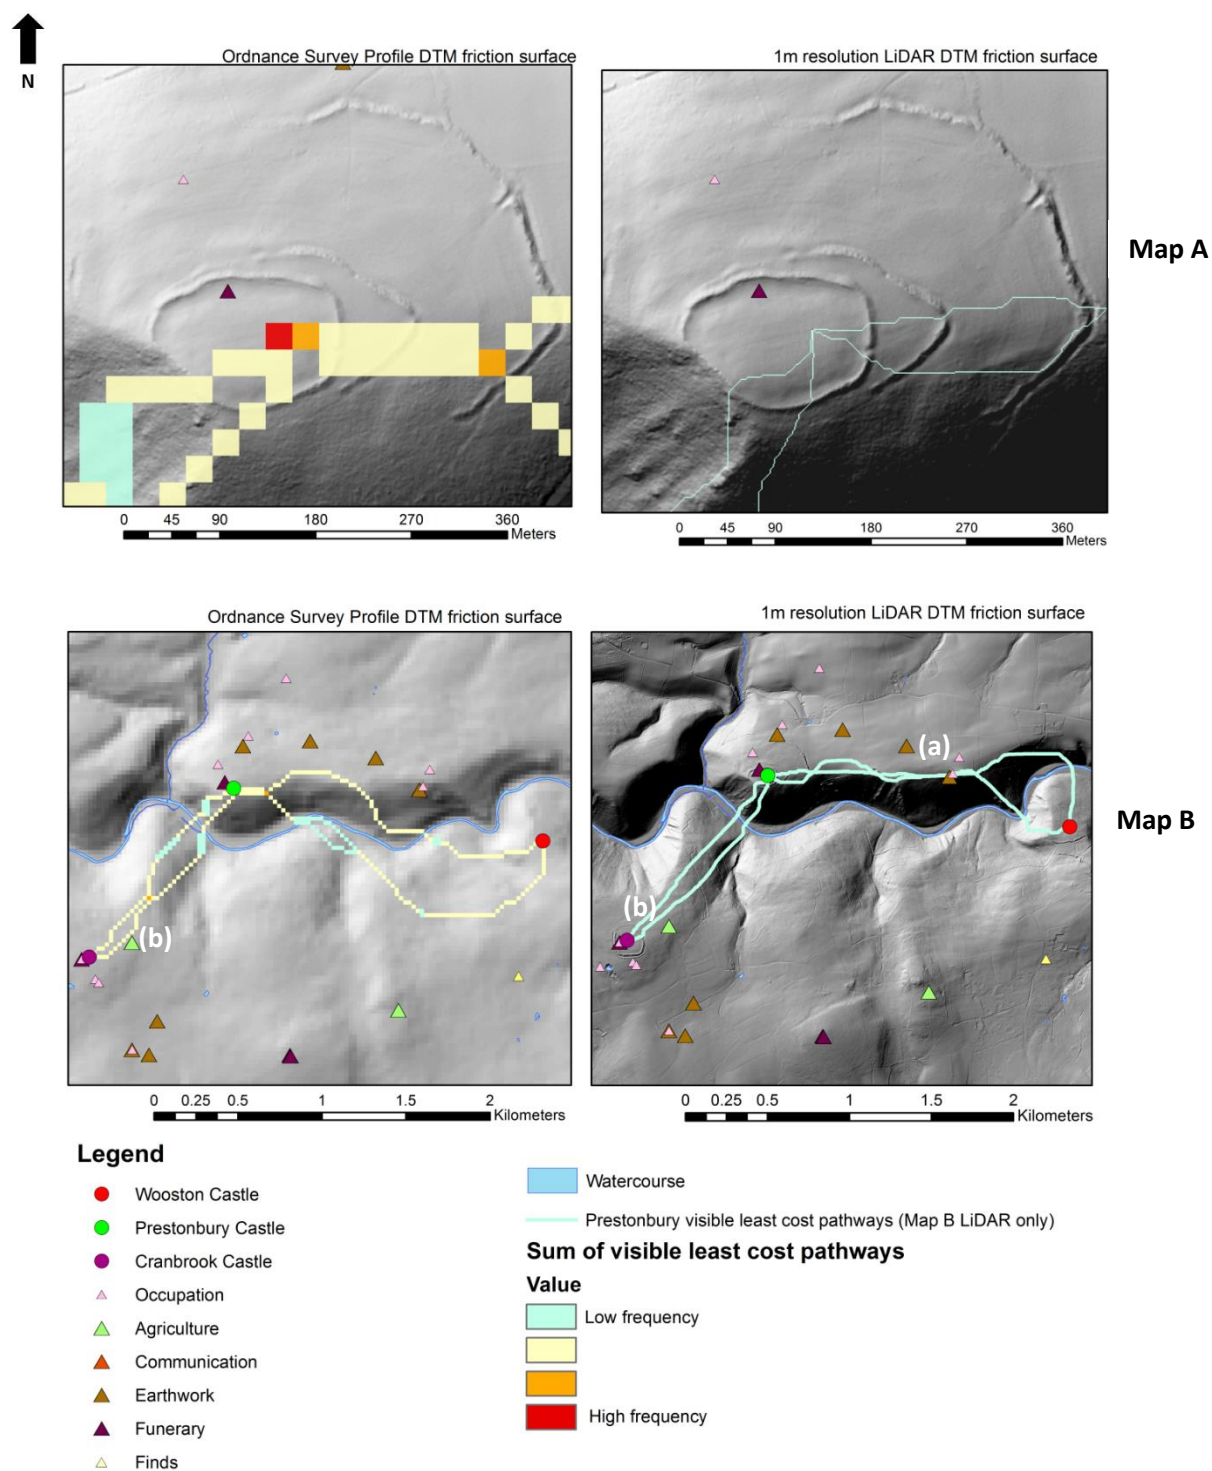 N
Ordnance Survey Profile DTM friction surface
1m resolution LiDAR DTM friction surface
Map A
0 45 90 180 270 360
Meters
0 45 90 180 270 360
Meters
Ordnance Survey Profile DTM friction surface
1m resolution LiDAR DTM friction surface
(a)
Map B
(b)
(b)
0 0.25 0.5 1 1.5 2
Kilometers
0 0.25 0.5 1 1.5 2
Kilometers
Legend
Wooston Castle
Prestonbury Castle
Cranbrook Castle
Occupation
Agriculture
Communication
Earthwork
Funerary
Finds
Watercourse
Prestonbury visible least cost pathways (Map B LiDAR only)
Sum of visible least cost pathways
Value
Low frequency
High frequency